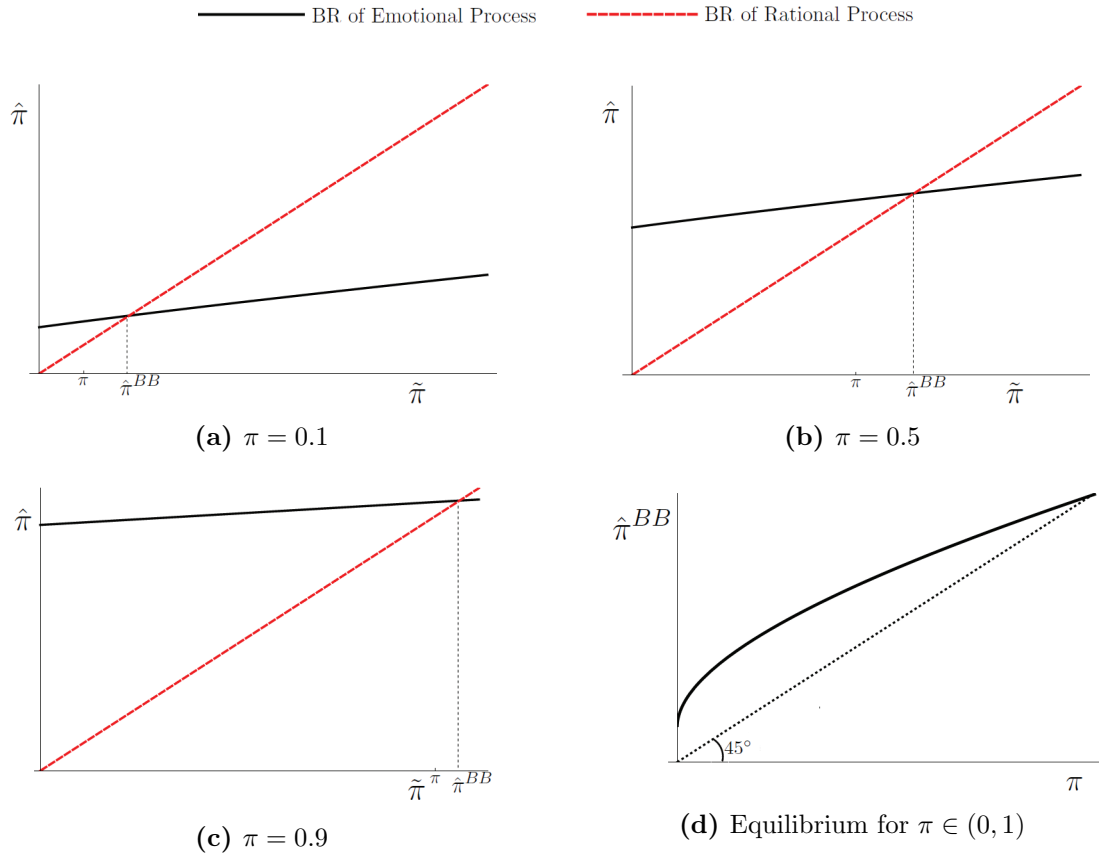 BR of Emotional Process
BR of Rational Process
π̂
π
π̂^BB
π̃
(a) π = 0.1
π̂
π
π̂^BB
π̃
(b) π = 0.5
π̂
π̃
π
π̂^BB
(c) π = 0.9
π̂^BB
45°
π
(d) Equilibrium for π ∈ (0, 1)